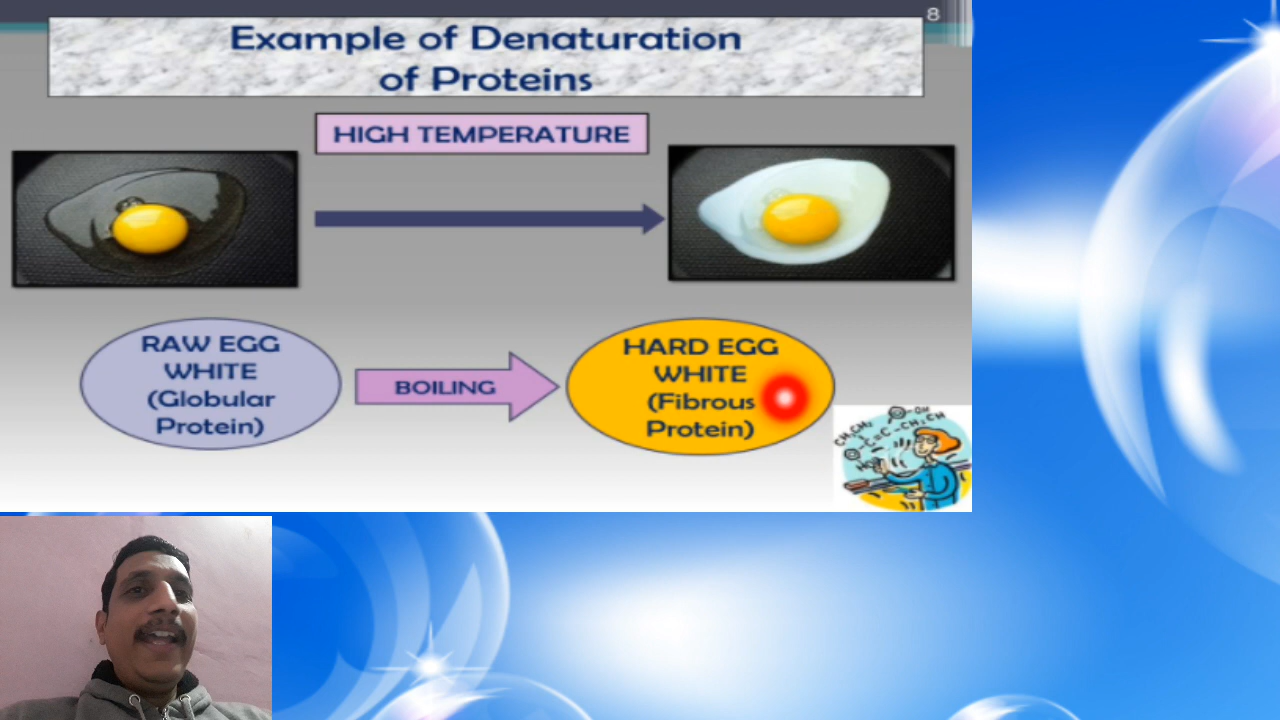 8
Example of Denaturation
of Proteins
HIGH TEMPERATURE
RAW EGG
WHITE
(Globular
Protein)
BOILING
HARD EGG
WHITE
(Fibrous
Protein)